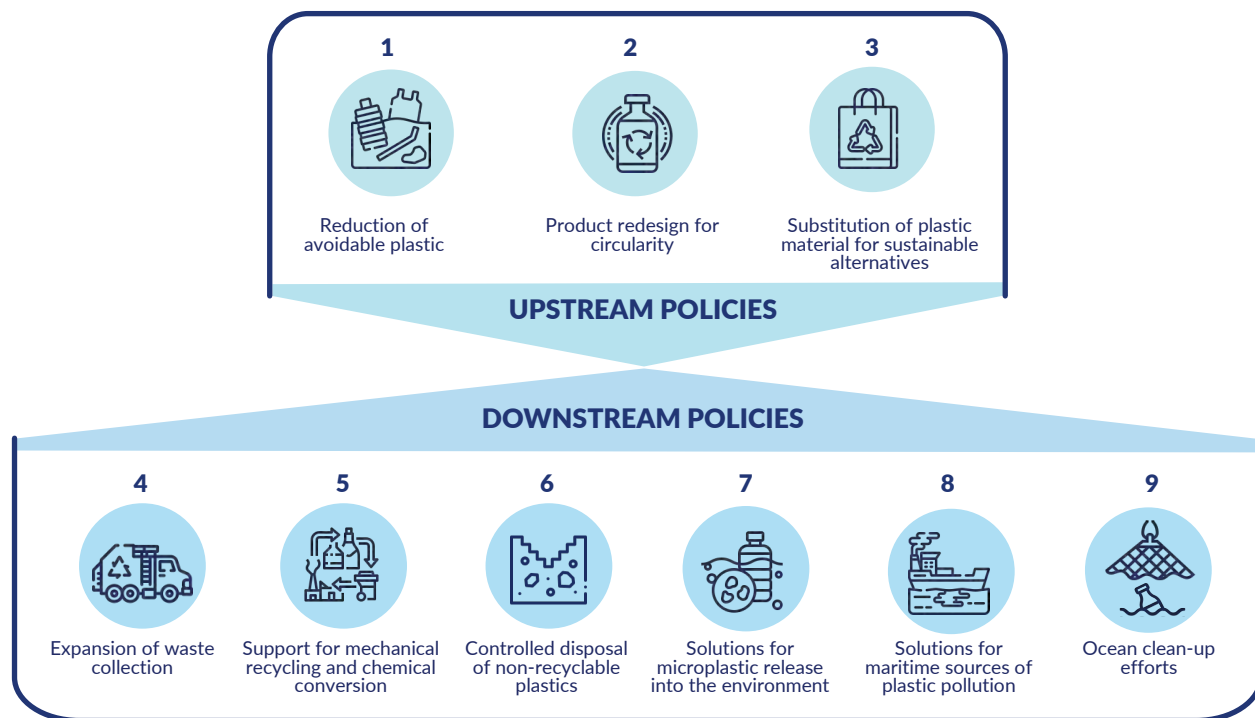 1
2
3
Reduction of
avoidable plastic
Product redesign for
circularity
Substitution of plastic
material for sustainable
alternatives
UPSTREAM POLICIES
DOWNSTREAM POLICIES
4
5
6
7
8
9
Expansion of waste
collection
Support for mechanical
recycling and chemical
conversion
Controlled disposal
of non-recyclable
plastics
Solutions for
microplastic release
into the environment
Solutions for
maritime sources of
plastic pollution
Ocean clean-up
efforts